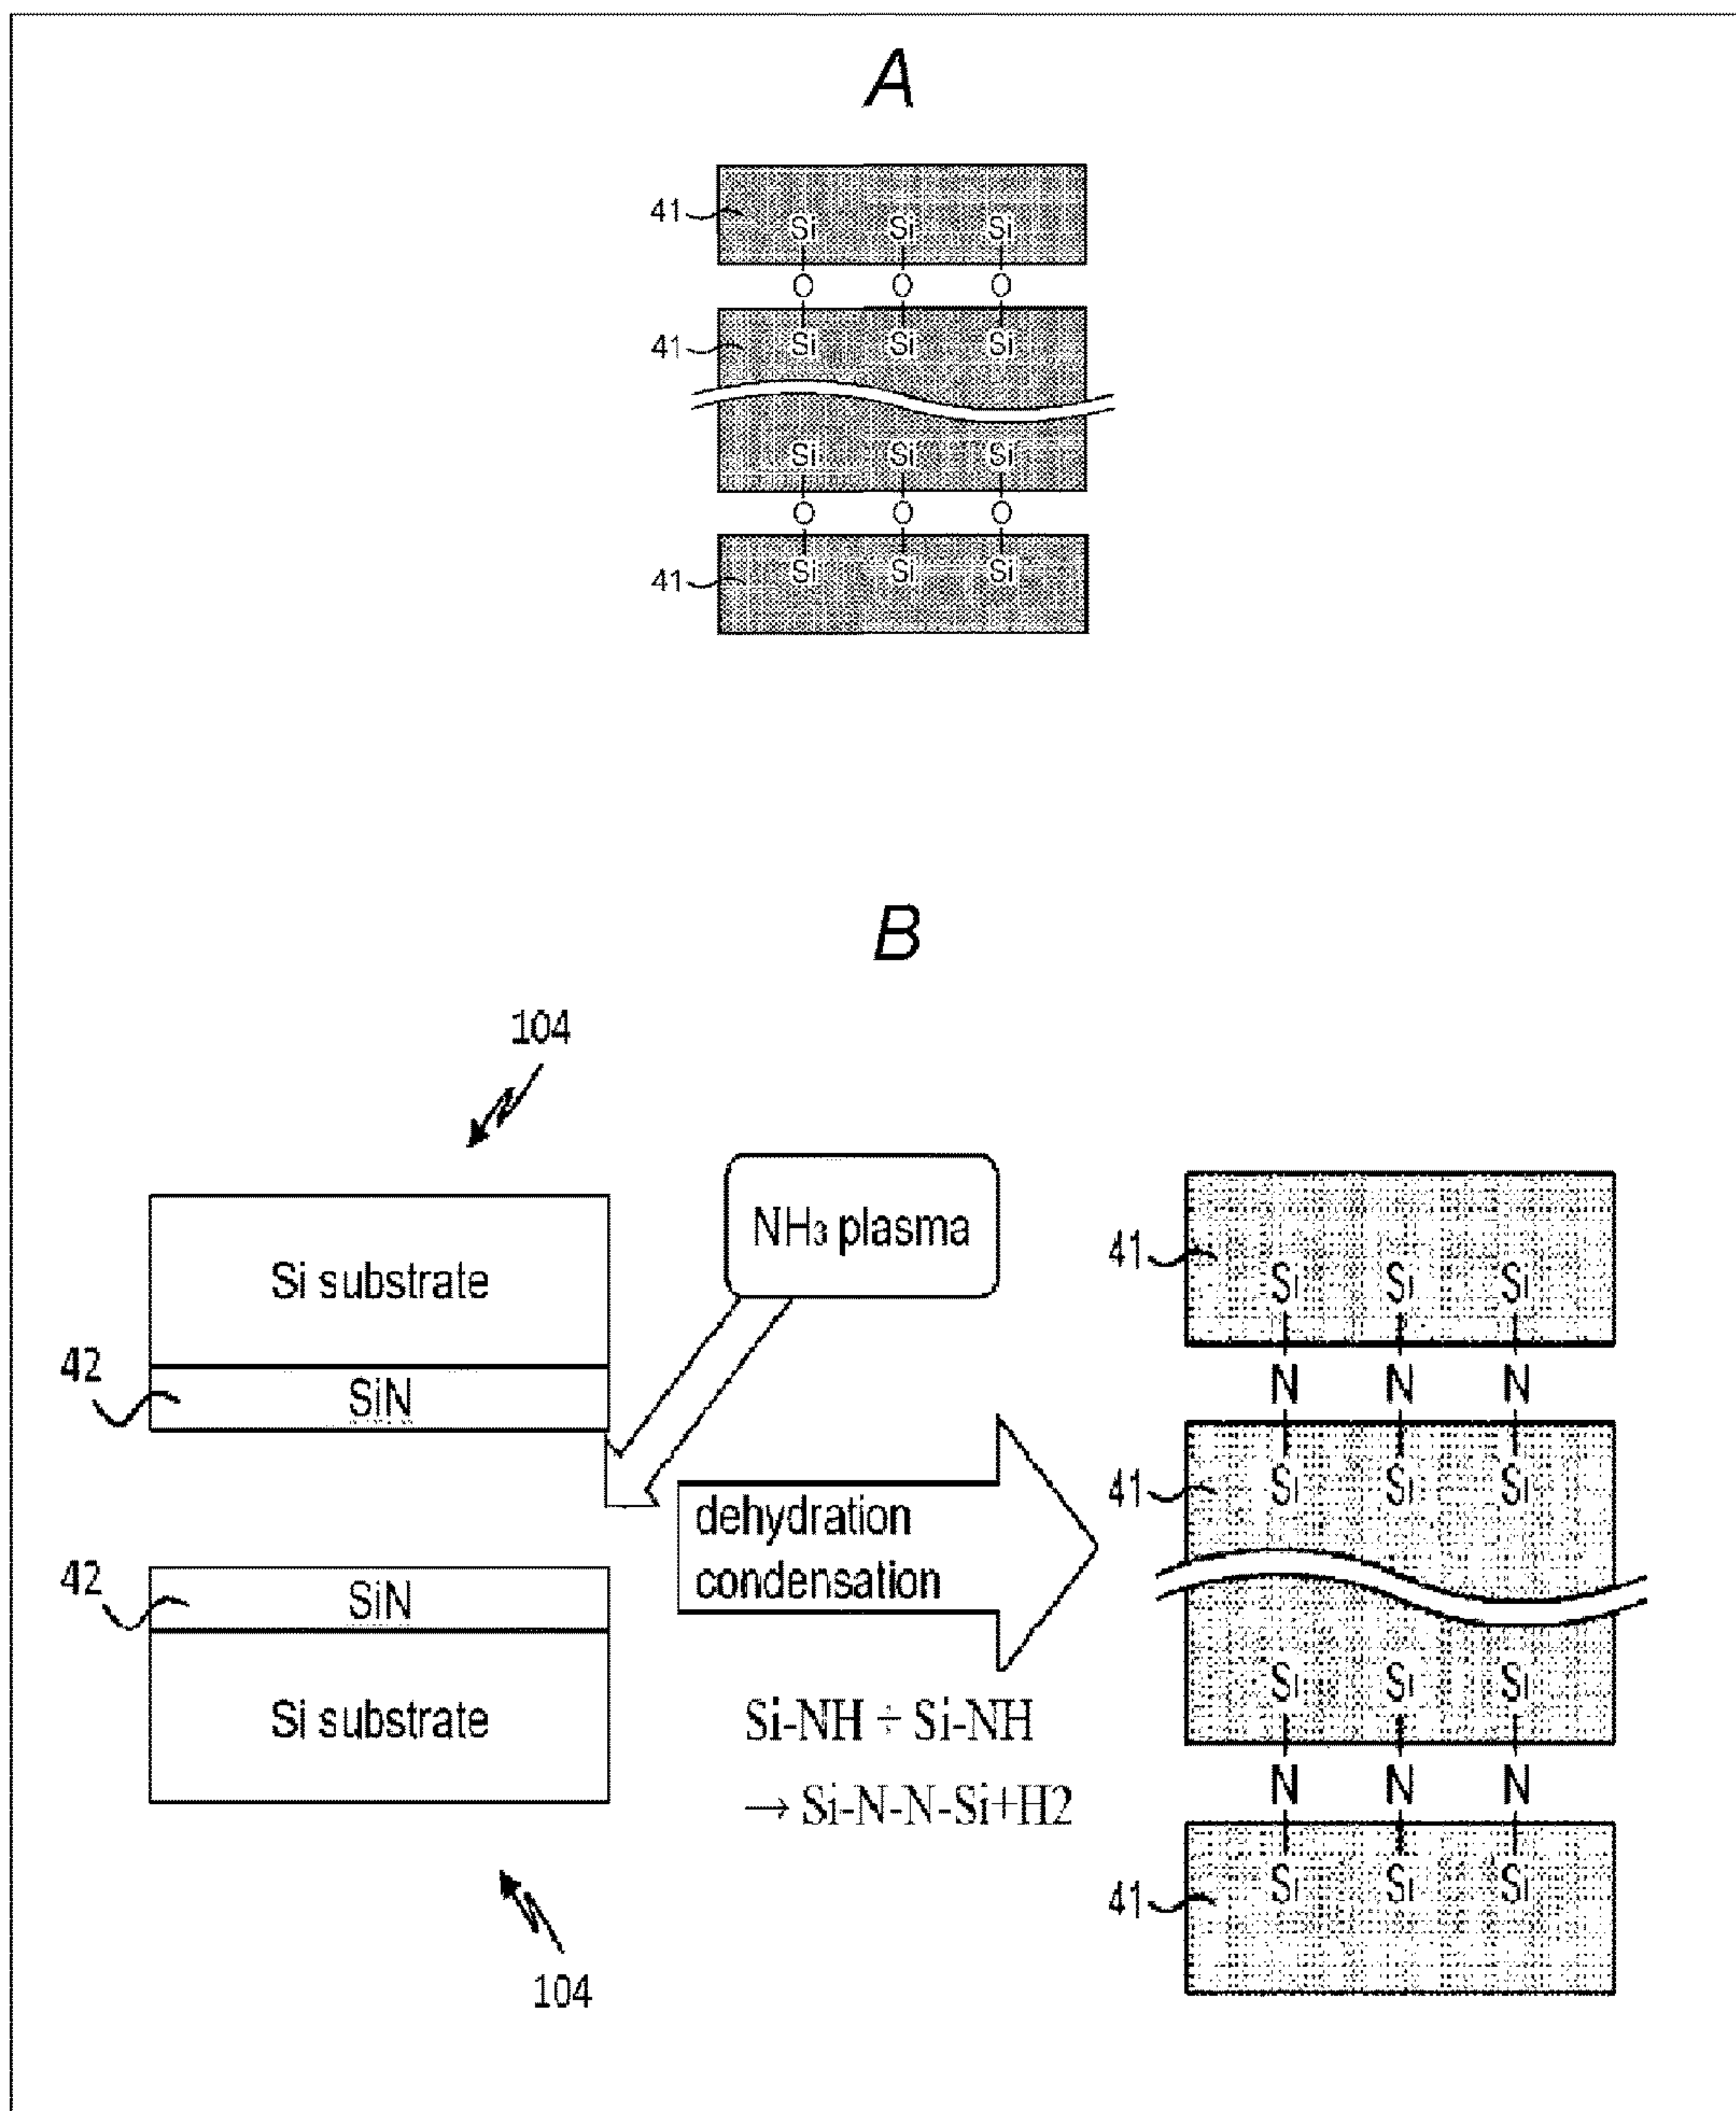 A
41
Si Si Si
O O O
41
Si Si Si
Si Si Si
O O O
41
Si Si Si
B
104
Si substrate
42
SiN
NH3 plasma
42
SiN
Si substrate
104
dehydration
condensation
Si-NH + Si-NH
→ Si-N-N-Si+H2
41
Si Si Si
N N N
41
Si Si Si
Si Si Si
N N N
41
Si Si Si